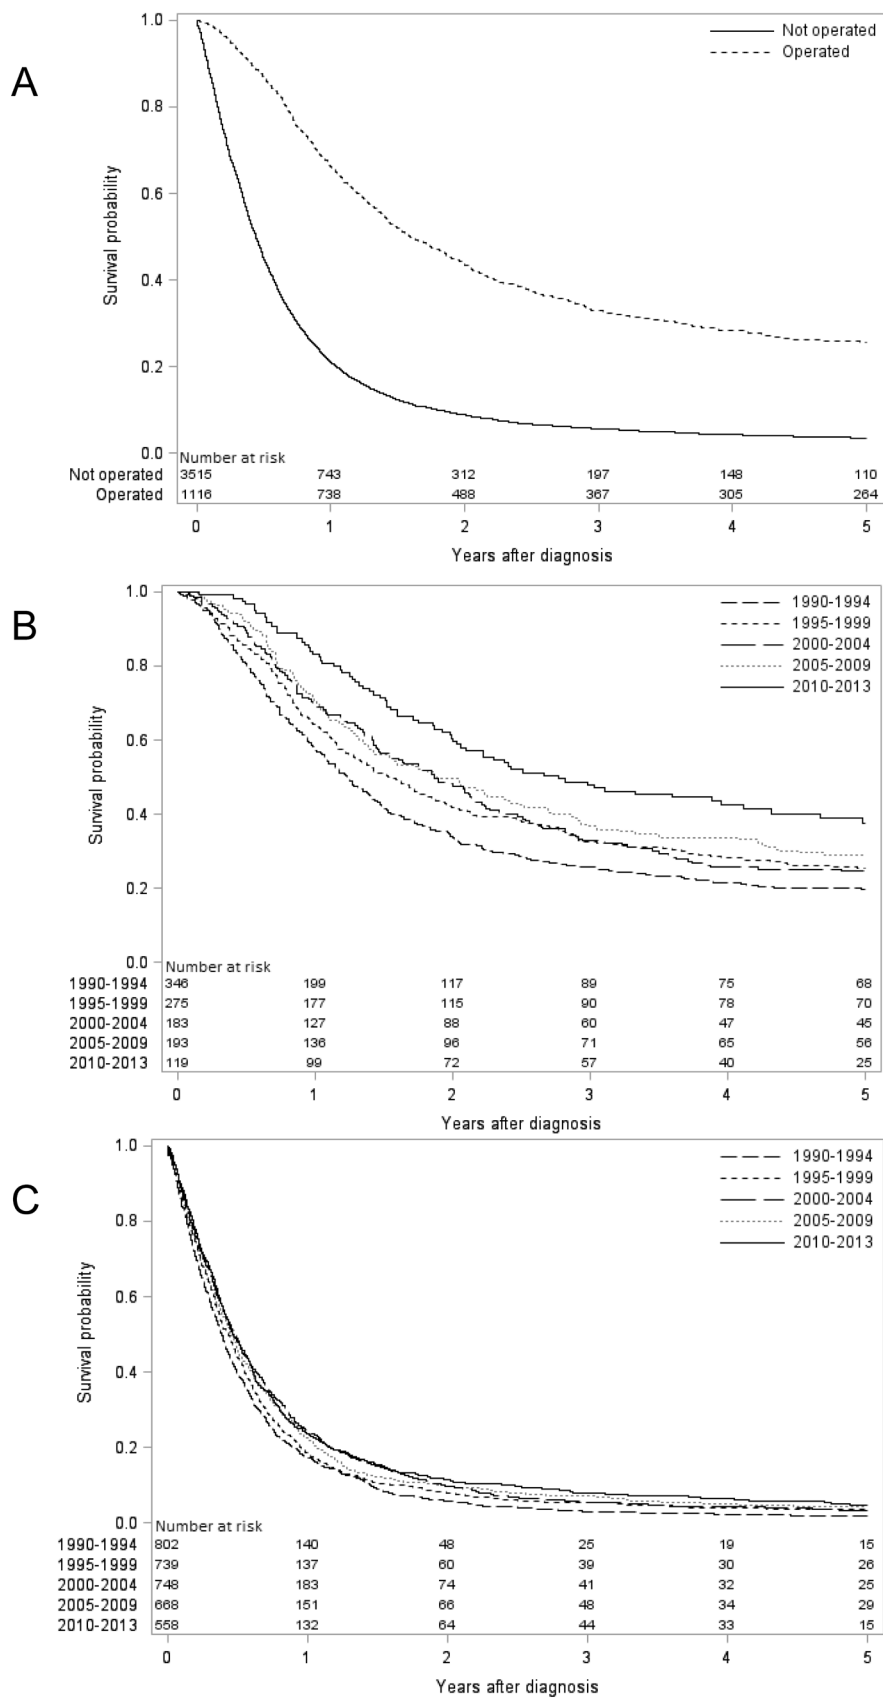 A
Not operated
Operated
1.0
0.8
0.6
0.4
0.2
0.0
Survival probability
Number at risk
Not operated 3515 743 312 197 148 110
Operated 1116 738 488 367 305 264
0 1 2 3 4 5
Years after diagnosis
B
1990-1994
1995-1999
2000-2004
2005-2009
2010-2013
1.0
0.8
0.6
0.4
0.2
0.0
Survival probability
Number at risk
1990-1994 346 199 117 89 75 68
1995-1999 275 177 115 90 78 70
2000-2004 183 127 88 60 47 45
2005-2009 193 136 96 71 65 56
2010-2013 119 99 72 57 40 25
0 1 2 3 4 5
Years after diagnosis
C
1990-1994
1995-1999
2000-2004
2005-2009
2010-2013
1.0
0.8
0.6
0.4
0.2
0.0
Survival probability
Number at risk
1990-1994 802 140 48 25 19 15
1995-1999 739 137 60 39 30 26
2000-2004 748 183 74 41 32 25
2005-2009 668 151 66 48 34 29
2010-2013 558 132 64 44 33 15
0 1 2 3 4 5
Years after diagnosis